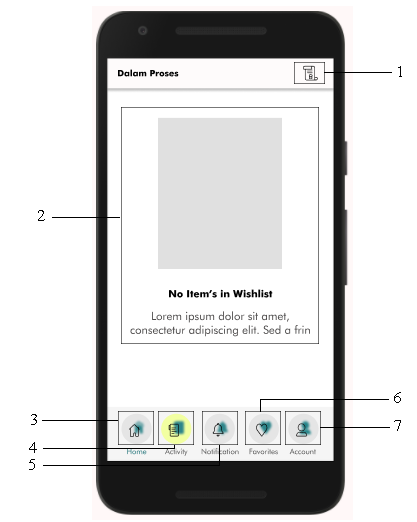 1
Dalam Proses
2
No Item's in Wishlist
Lorem ipsum dolor sit amet,
consectetur adipiscing elit. Sed a frin
3
4
5
6
7
Home Activity Notification Favorites Account